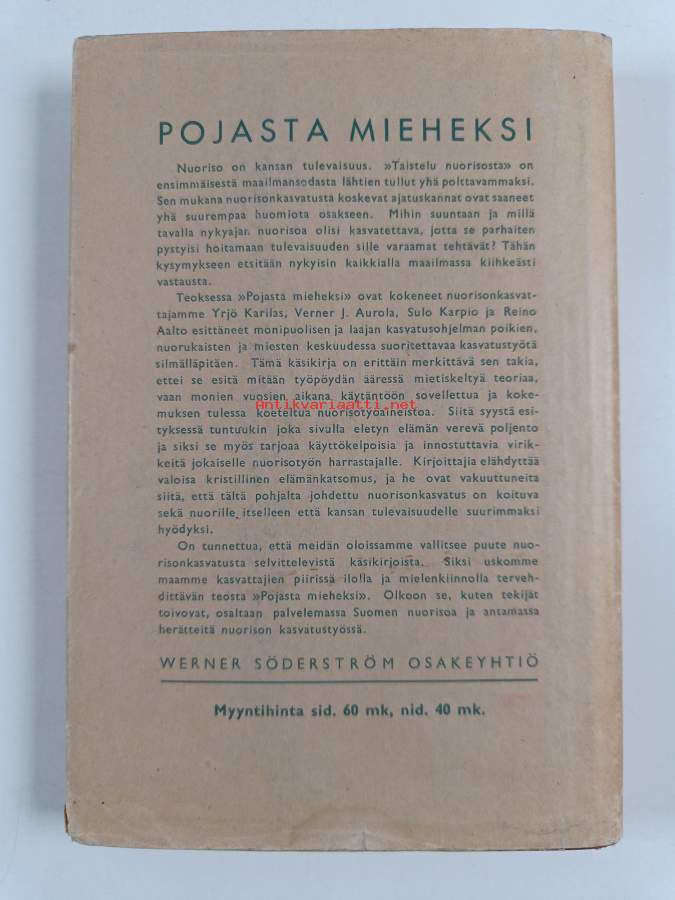 POJASTA MIEHEKSI
Nuoriso on kansan tulevaisuus. »Taistelu nuorisosta» on
ensimmäisestä maailmansodasta lähtien tullut yhä polttavammaksi.
Sen mukana nuorisonkasvatusta koskevat ajatuskannat ovat saaneet
yhä suurempaa huomiota osakseen. Mihin suuntaan ja millä
tavalla nykyajan nuorisoa olisi kasvatettava, jotta se parhaiten
pystyisi hoitamaan tulevaisuuden sille varaamat tehtävät? Tähän
kysymykseen etsitään nykyisin kaikkialla maailmassa kiihkeästi
vastausta.
Teoksessa »Pojasta mieheksi» ovat kokeneet nuorisonkasvat-
tajamme Yrjö Karilas, Verner J. Aurola, Sulo Karpio ja Reino
Aalto esittäneet monipuolisen ja laajan kasvatusohjelman poikien,
nuorukaisten ja miesten keskuudessa suoritettavaa kasvatustyötä
silmälläpitäen. Tämä käsikirja on erittäin merkittävä sen takia,
ettei se esitä mitään työpöydän ääressä mietiskeltyä teoriaa,
vaan monien vuosien aikana käytäntöön sovellettua ja koke-
muksen tulessa koeteltua nuorisotyöaineistoa. Siitä syystä esi-
Antikvariaatti.net
tyksessä tuntuukin joka sivulla eletyn elämän verevä poljento
ja siksi se myös tarjoaa käyttökelpoisia ja innostuttavia virik-
keitä jokaiselle nuorisotyön harrastajalle. Kirjoittajia elähdyttää
valoisa kristillinen elämänkatsomus, ja he ovat vakuuttuneita
siitä, että tältä pohjalta johdettu nuorisonkasvatus on koituva
sekä nuorille itselleen että kansan tulevaisuudelle suurimmaksi
hyödyksi.
On tunnettua, että meidän oloissamme vallitsee puute nuo-
risonkasvatusta selvittelevistä käsikirjoista. Siksi uskomme
maamme kasvattajien piirissä ilolla ja mielenkiinnolla terveh-
dittävän teosta »Pojasta mieheksi». Olkoon se, kuten tekijät
toivovat, osaltaan palvelemassa Suomen nuorisoa ja antamassa
herätteitä nuorison kasvatustyössä.
WERNER SÖDERSTRÖM OSAKEYHTIÖ
Myyntihinta sid. 60 mk, nid. 40 mk.